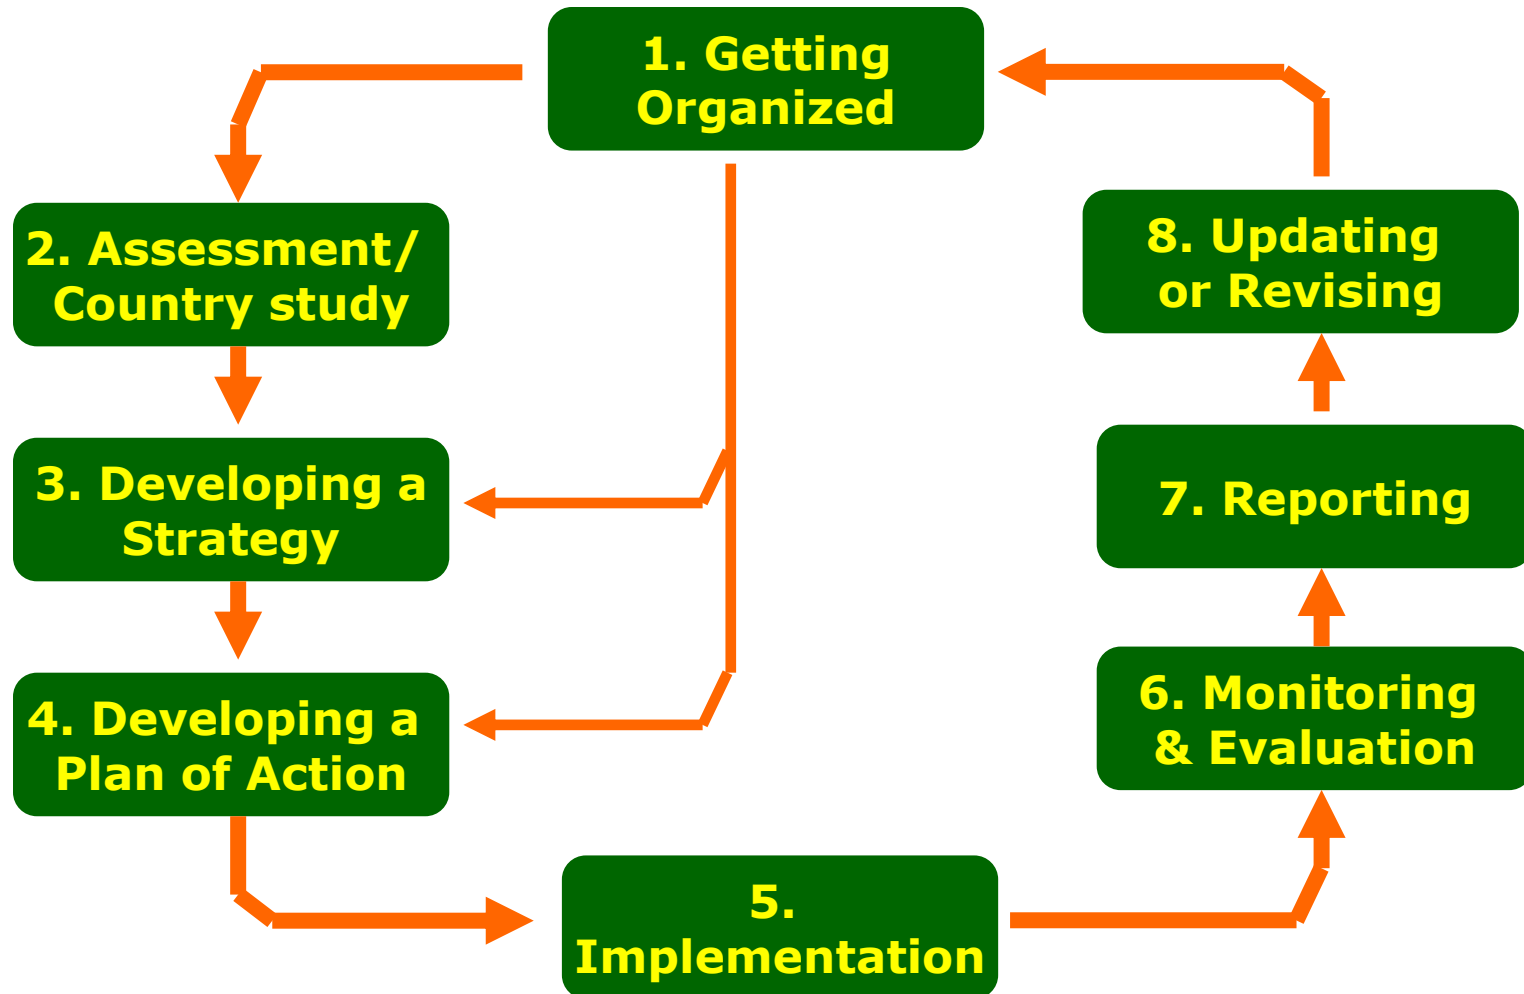 1. Getting
Organized
2. Assessment/
Country study
3. Developing a
Strategy
4. Developing a
Plan of Action
5.
Implementation
6. Monitoring
& Evaluation
7. Reporting
8. Updating
or Revising